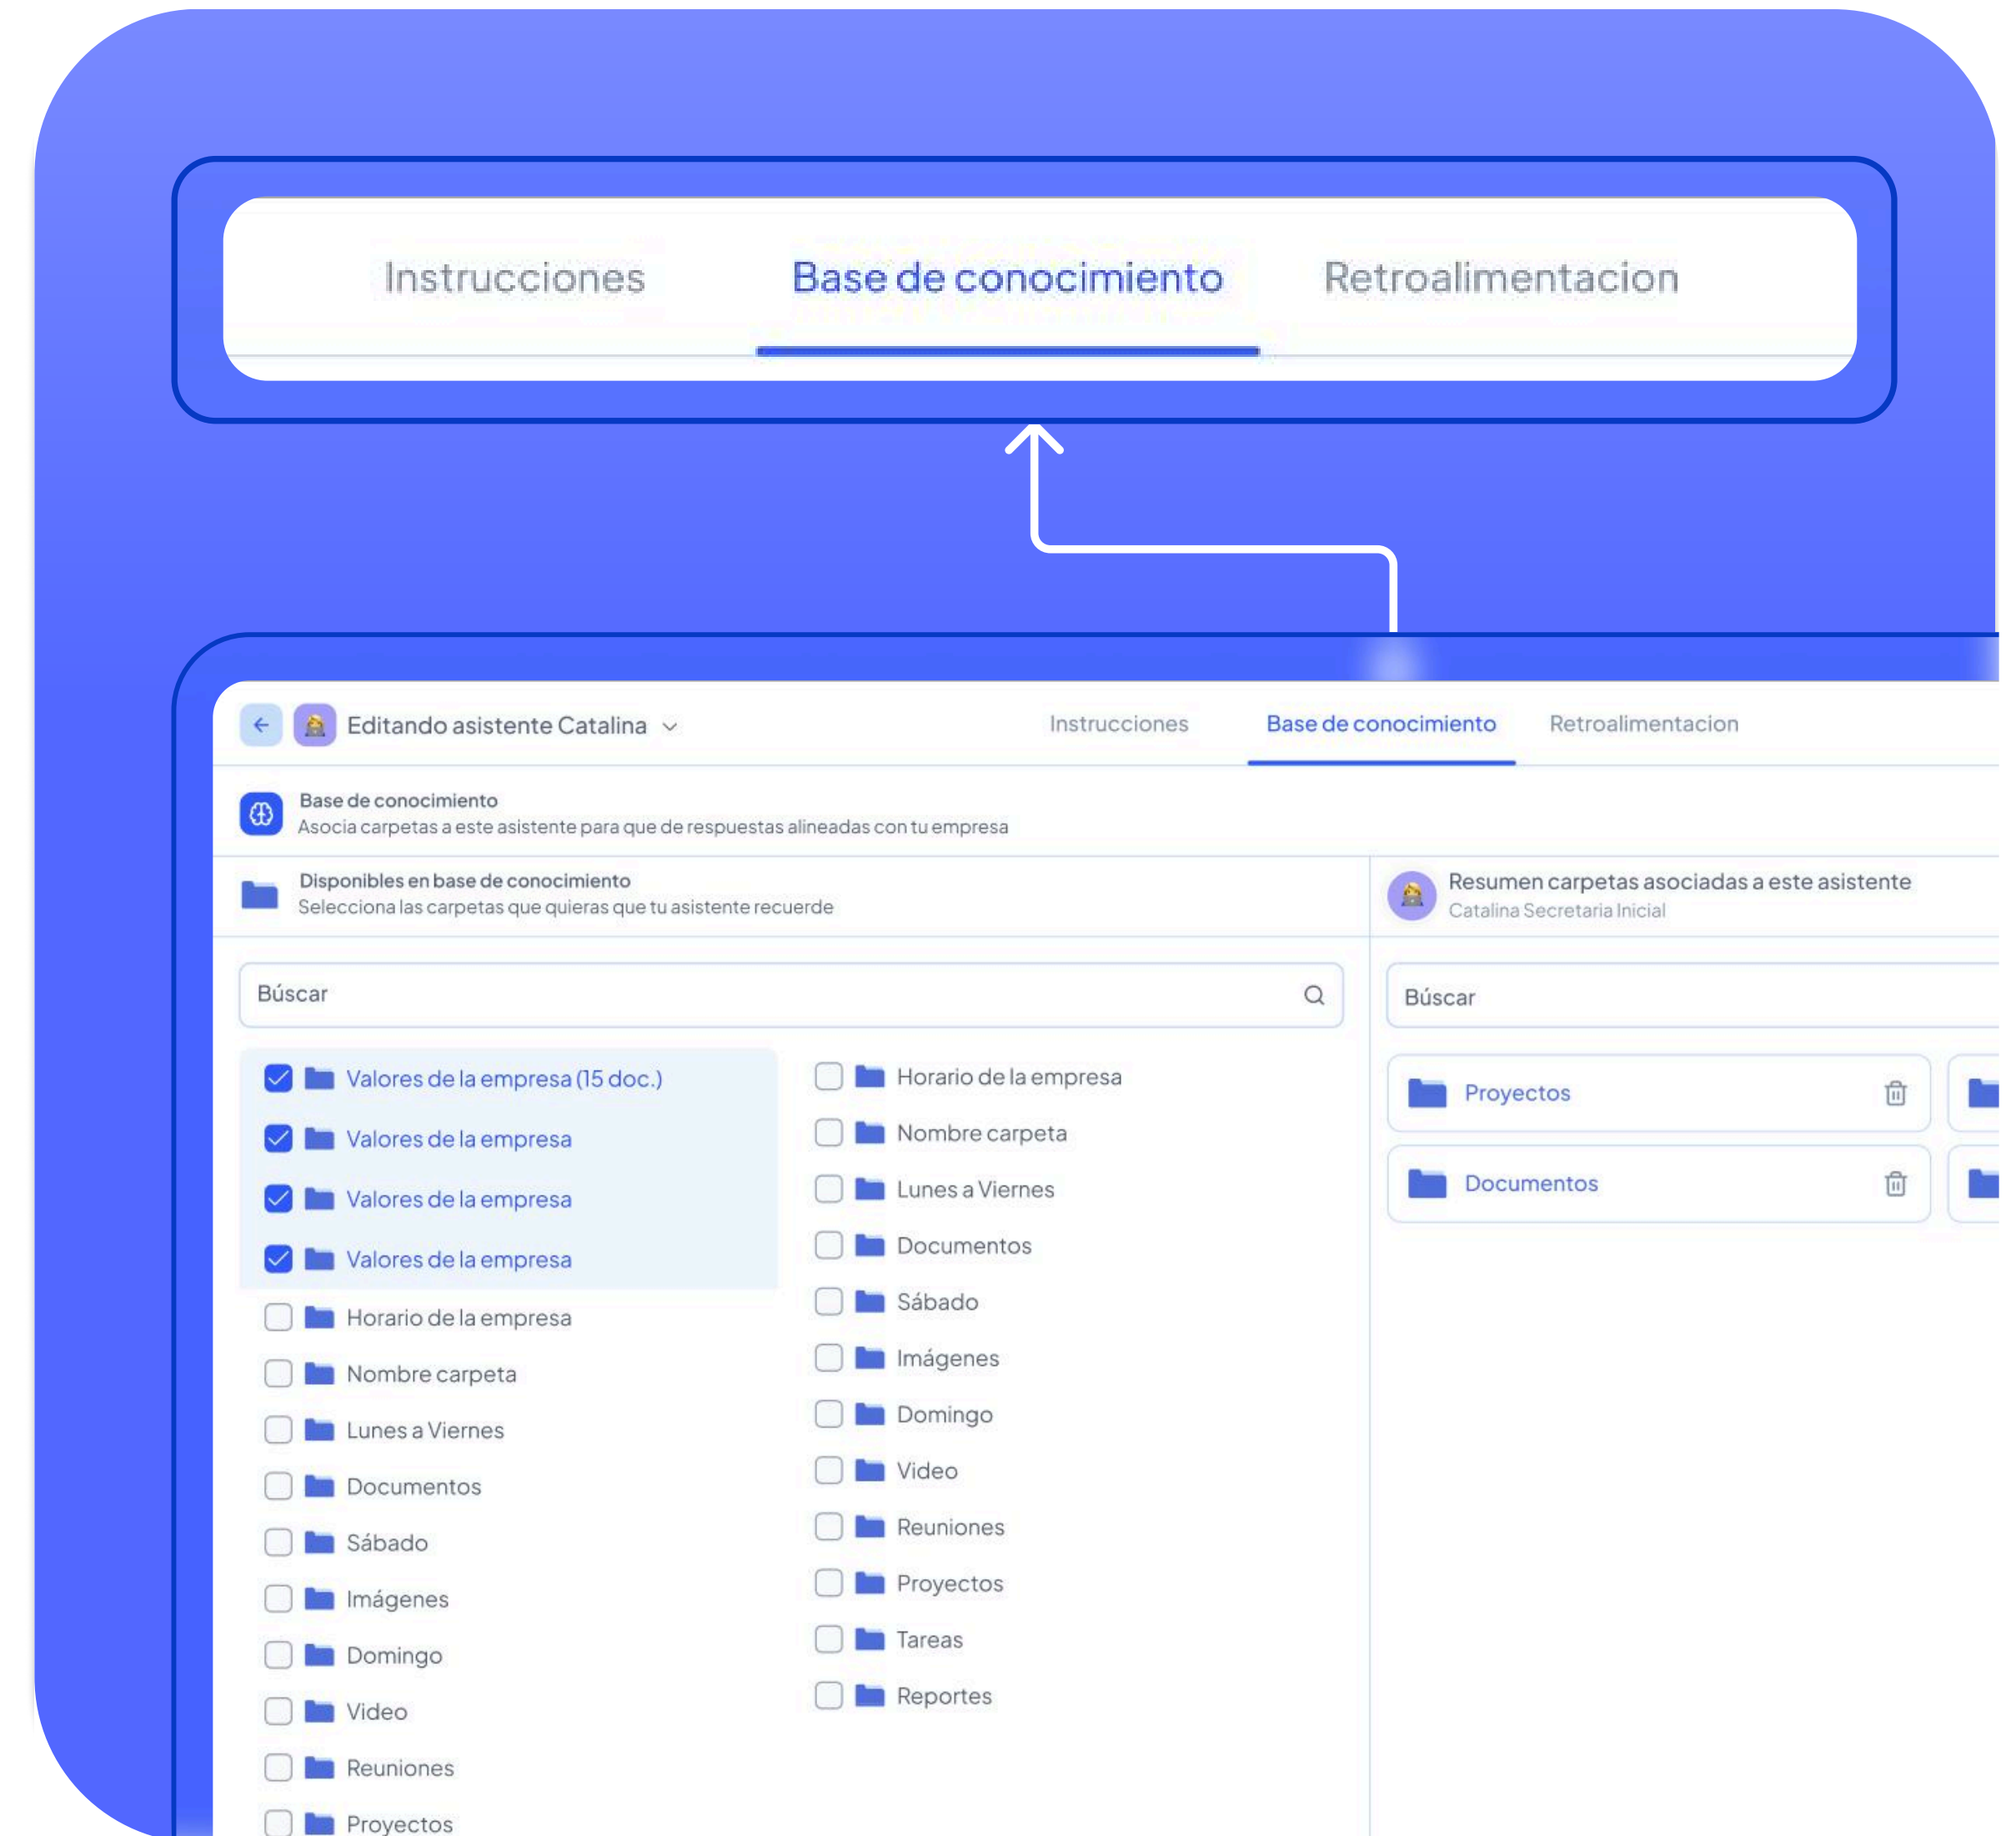 Instrucciones
Base de conocimiento
Retroalimentacion
Editando asistente Catalina
Instrucciones
Base de conocimiento
Retroalimentacion
Base de conocimiento
Asocia carpetas a este asistente para que de respuestas alineadas con tu empresa
Disponibles en base de conocimiento
Selecciona las carpetas que quieras que tu asistente recuerde
Búscar
Valores de la empresa (15 doc.)
Valores de la empresa
Valores de la empresa
Valores de la empresa
Horario de la empresa
Nombre carpeta
Lunes a Viernes
Documentos
Sábado
Imágenes
Domingo
Video
Reuniones
Proyectos
Horario de la empresa
Nombre carpeta
Lunes a Viernes
Documentos
Sábado
Imágenes
Domingo
Video
Reuniones
Proyectos
Tareas
Reportes
Resumen carpetas asociadas a este asistente
Catalina Secretaria Inicial
Búscar
Proyectos
Documentos